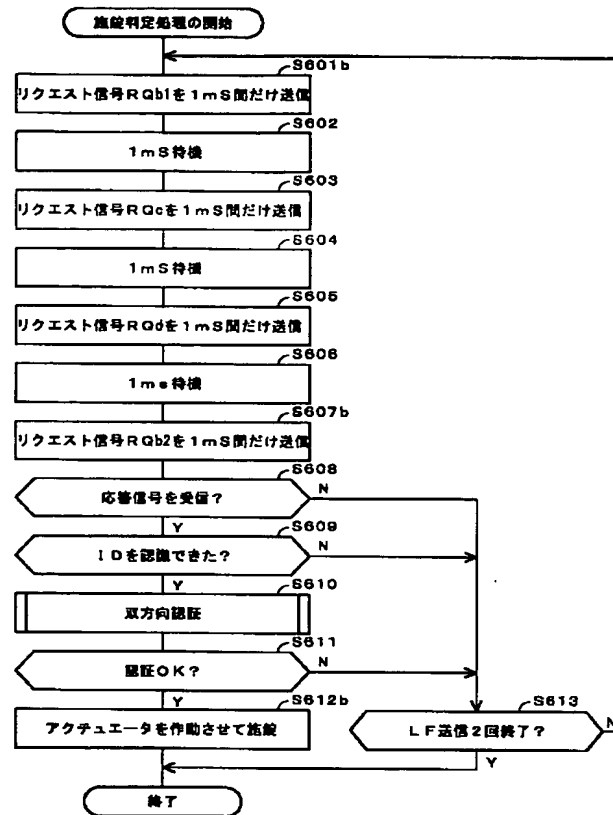 施錠判定処理の開始
S601b
リクエスト信号RQb1を1mS間だけ送信
S602
1mS待機
S603
リクエスト信号RQcを1mS間だけ送信
S604
1mS待機
S605
リクエスト信号RQdを1mS間だけ送信
S606
1ms待機
S607b
リクエスト信号RQb2を1mS間だけ送信
S608
応答信号を受信?
N
Y
S609
IDを認識できた?
N
Y
S610
双方向認証
S611
認証OK?
N
Y
S612b
アクチュエータを作動させて施錠
S613
LF送信2回終了?
N
Y
終了